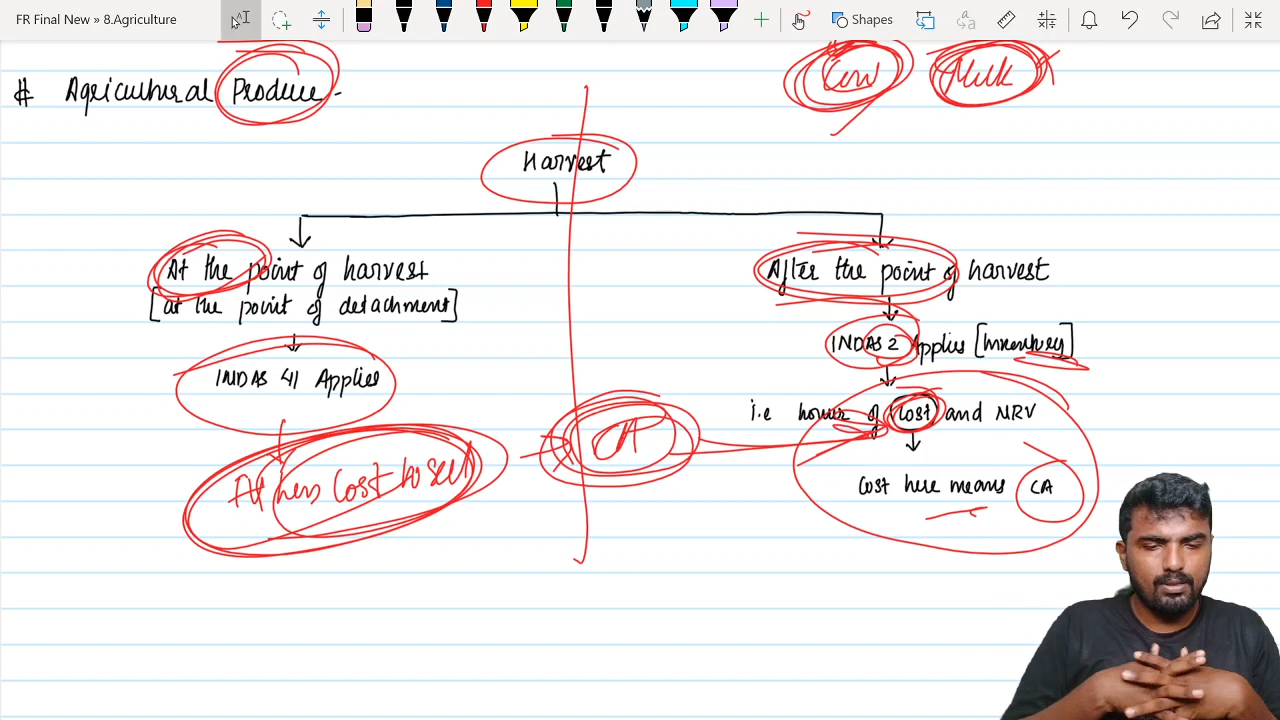 FR Final New » 8.Agriculture
Shapes
Cow Milk
# Agricultural Produce -
Harvest
At the point of harvest
[at the point of detachment]
INDAS 41 Applies
At less Cost to sell
After the point of harvest
INDAS 2 Applies [Inventory]
i.e lower of Cost and NRV
Cost here means CA